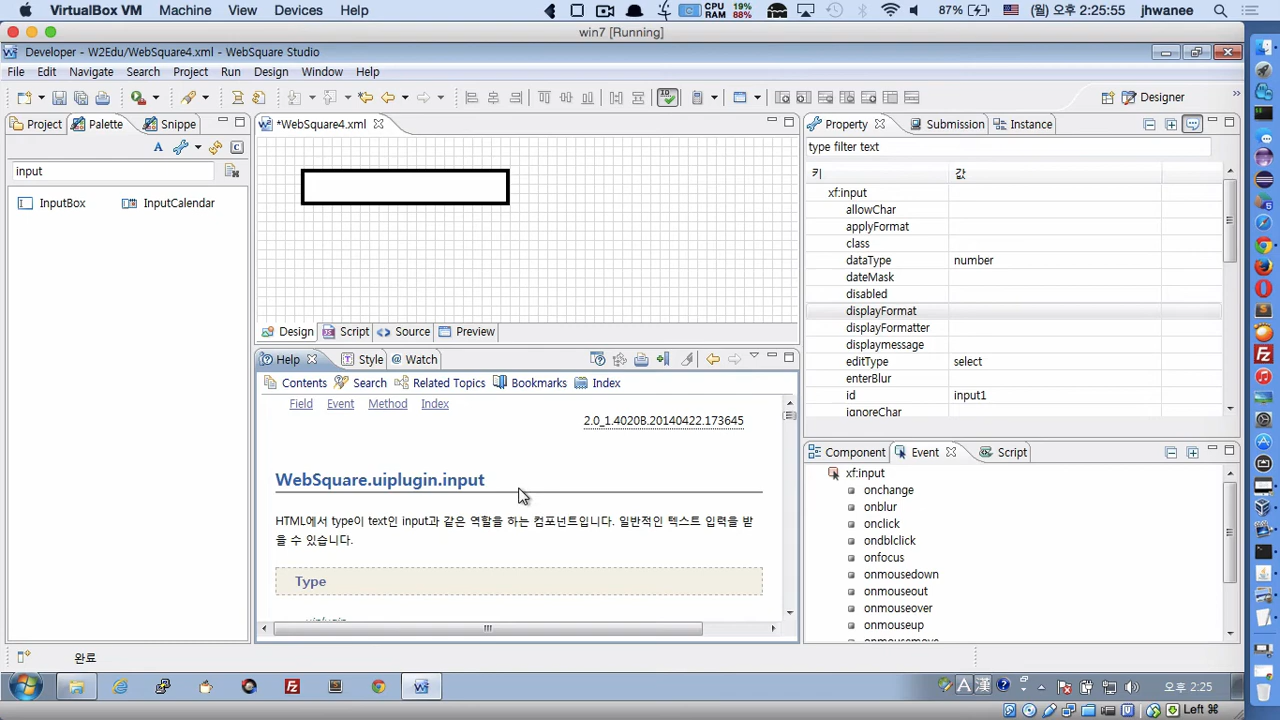 VirtualBox VM Machine View Devices Help CPU 19% RAM 88% 87% (월) 오후 2:25:55 jhwanee
win7 [Running]
Developer - W2Edu/WebSquare4.xml - WebSquare Studio
File Edit Navigate Search Project Run Design Window Help
Designer
Project Palette Snippe
*WebSquare4.xml
Property Submission Instance
A C
type filter text
input
키 값
InputBox InputCalendar
xf:input
allowChar
applyFormat
class
dataType number
dateMask
disabled
displayFormat
displayFormatter
displaymessage
editType select
enterBlur
id input1
ignoreChar
Design Script Source Preview
Help Style Watch
Contents Search Related Topics Bookmarks Index
Field Event Method Index
2.0_1.4020B.20140422.173645
WebSquare.uiplugin.input
HTML에서 type이 text인 input과 같은 역할을 하는 컴포넌트입니다. 일반적인 텍스트 입력을 받
을 수 있습니다.
Type
uiplugin
Component Event Script
xf:input
onchange
onblur
onclick
ondblclick
onfocus
onmousedown
onmouseout
onmouseover
onmouseup
onmousemove
완료
A 漢 오후 2:25
Left ⌘